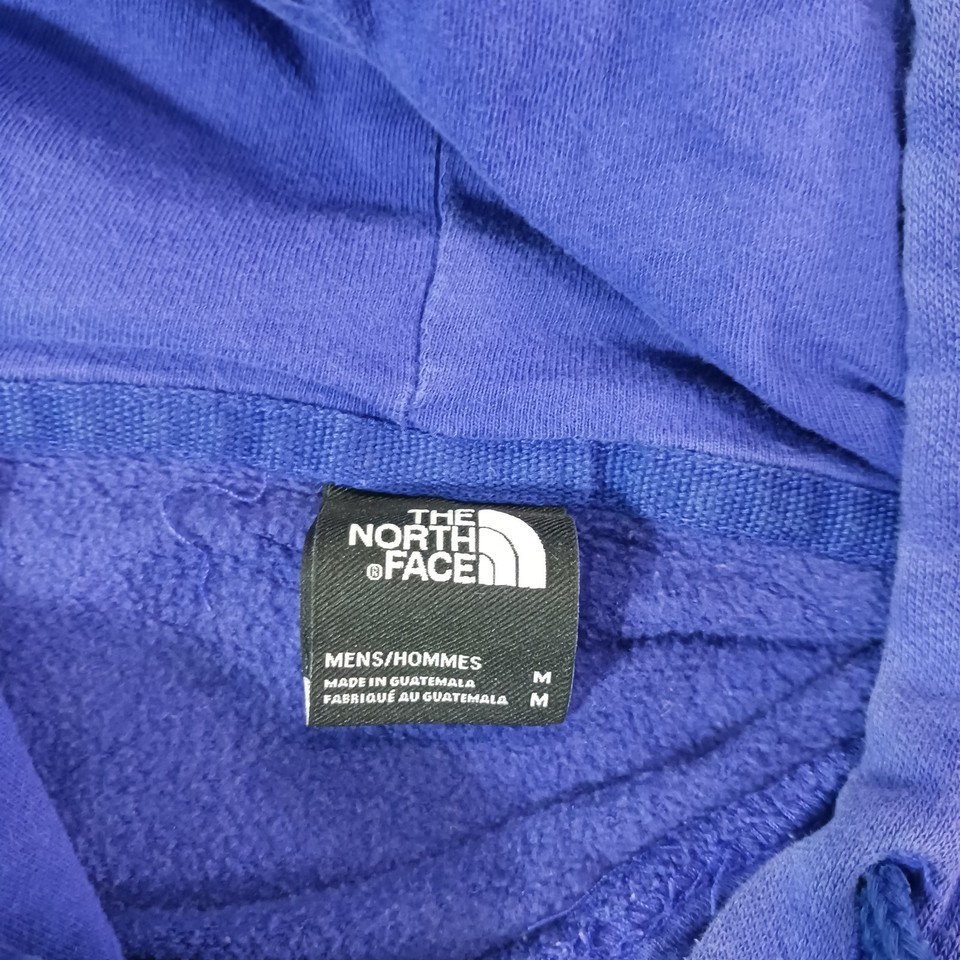 THE
NORTH
®FACE
MENS/HOMMES
MADE IN GUATEMALA M
FABRIQUÉ AU GUATEMALA M